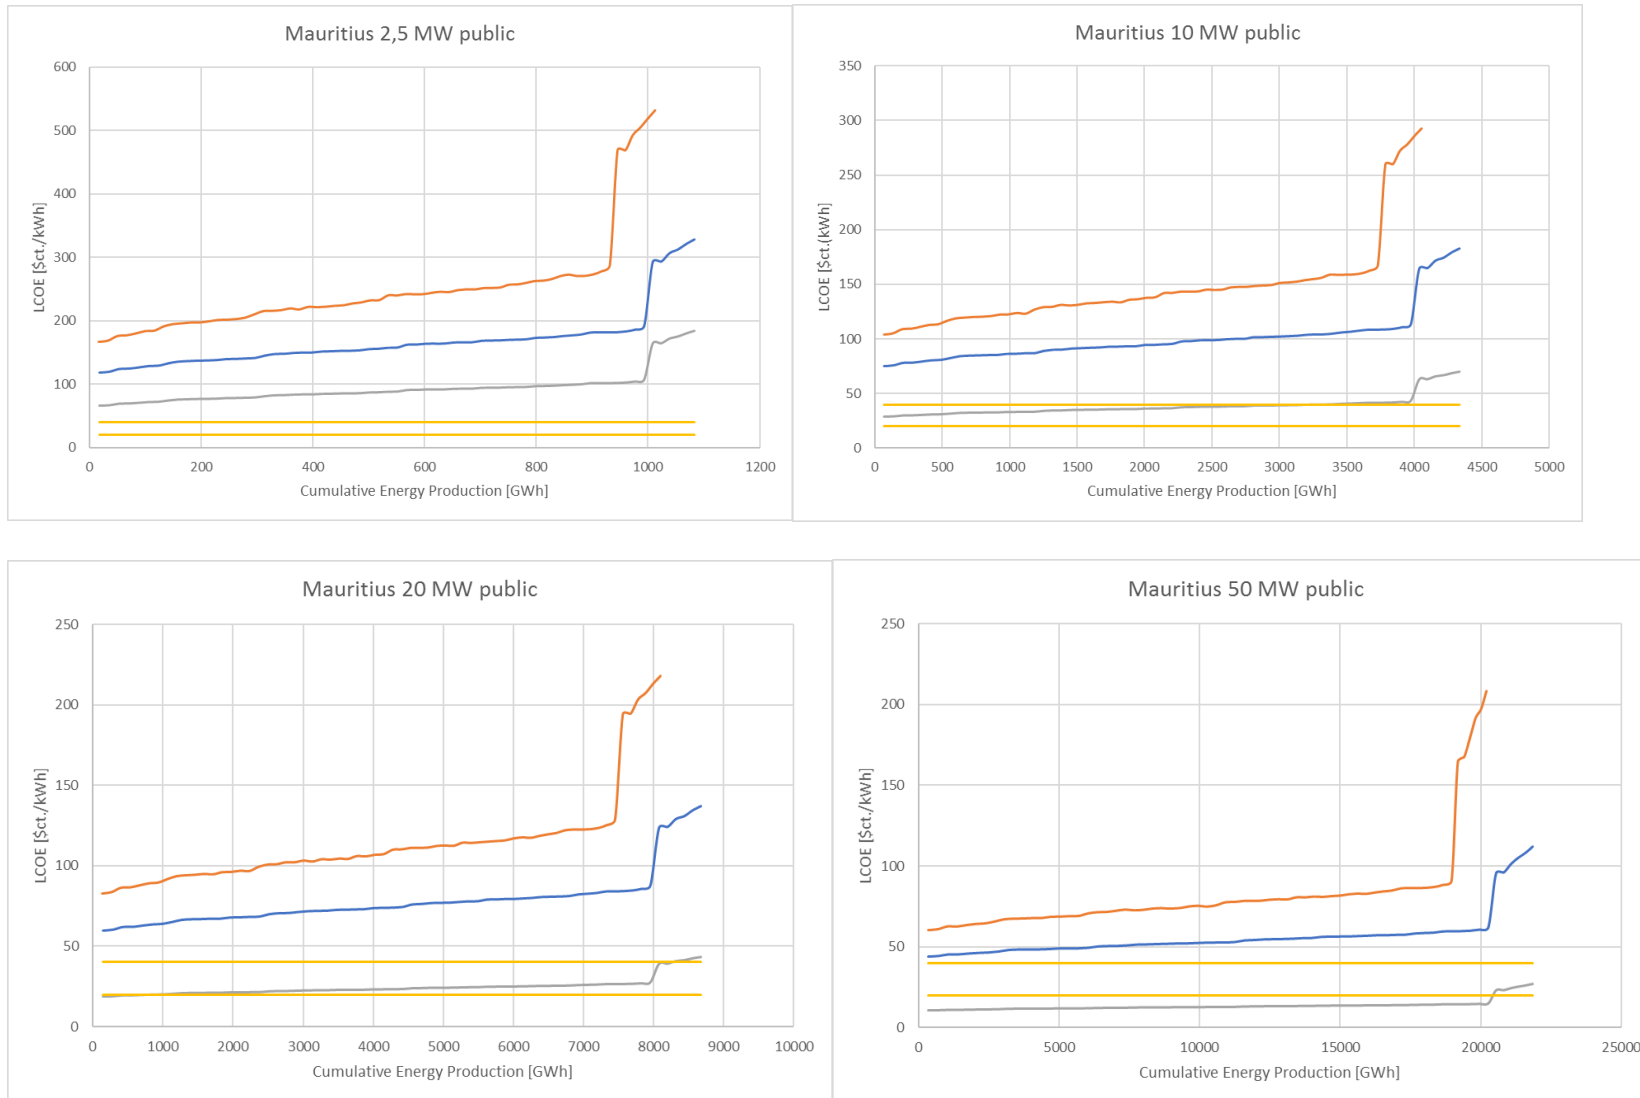 Mauritius 2,5 MW public
600
500
400
300
200
100
0
LCOE [$ct./kWh]
0 200 400 600 800 1000 1200
Cumulative Energy Production [GWh]
Mauritius 10 MW public
350
300
250
200
150
100
50
0
LCOE [$ct.(kWh]
0 500 1000 1500 2000 2500 3000 3500 4000 4500 5000
Cumulative Energy Production [GWh]
Mauritius 20 MW public
250
200
150
100
50
0
LCOE [$ct./kWh]
0 1000 2000 3000 4000 5000 6000 7000 8000 9000 10000
Cumulative Energy Production [GWh]
Mauritius 50 MW public
250
200
150
100
50
0
LCOE [$ct./kWh]
0 5000 10000 15000 20000 25000
Cumulative Energy Production [GWh]